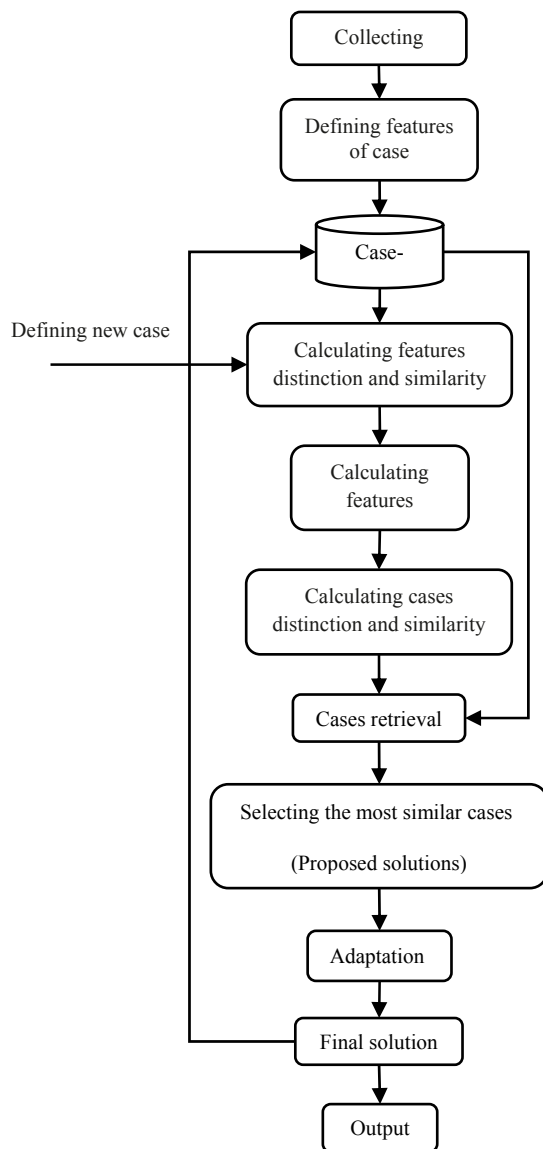 Collecting
Defining features
of case
Case-
Defining new case
Calculating features
distinction and similarity
Calculating
features
Calculating cases
distinction and similarity
Cases retrieval
Selecting the most similar cases
(Proposed solutions)
Adaptation
Final solution
Output